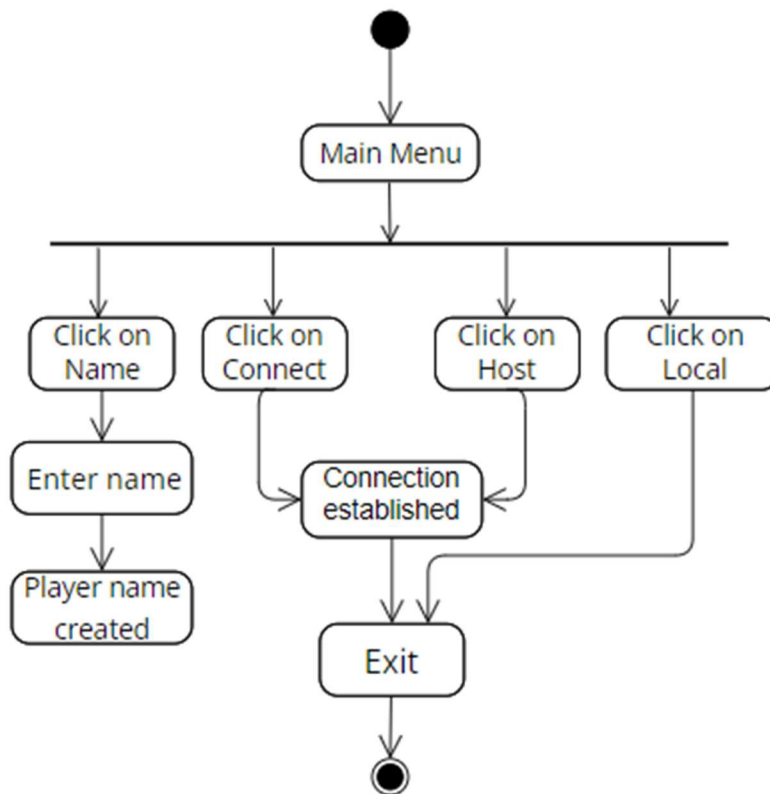 Main Menu
Click on
Name
Click on
Connect
Click on
Host
Click on
Local
Enter name
Connection
established
Player name
created
Exit